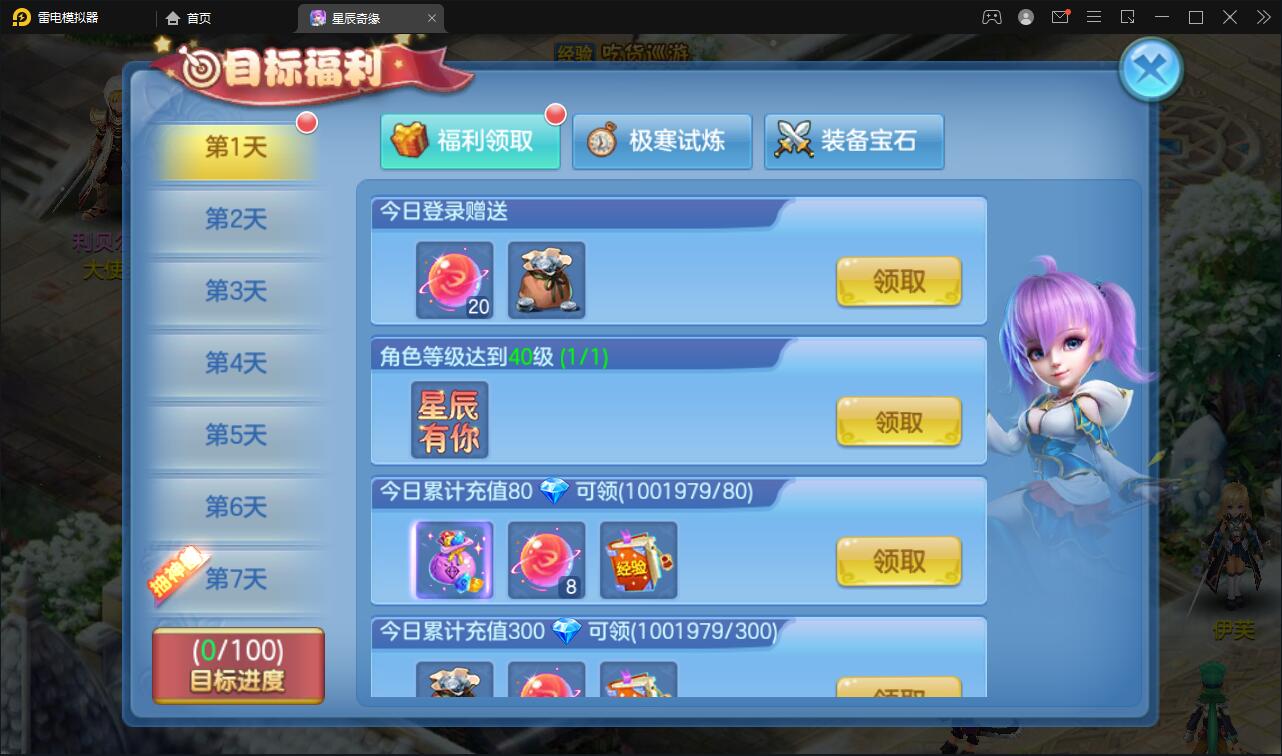 雷电模拟器
首页
星辰奇缘
经验 吃货巡游
目标福利
第1天
第2天
第3天
第4天
第5天
第6天
第7天
抽神兽
(0/100)
目标进度
福利领取
极寒试炼
装备宝石
今日登录赠送
20
领取
角色等级达到40级 (1/1)
星辰
有你
领取
今日累计充值80 可领(1001979/80)
8
经验
领取
今日累计充值300 可领(1001979/300)
领取
利贝尔
大使
伊芙